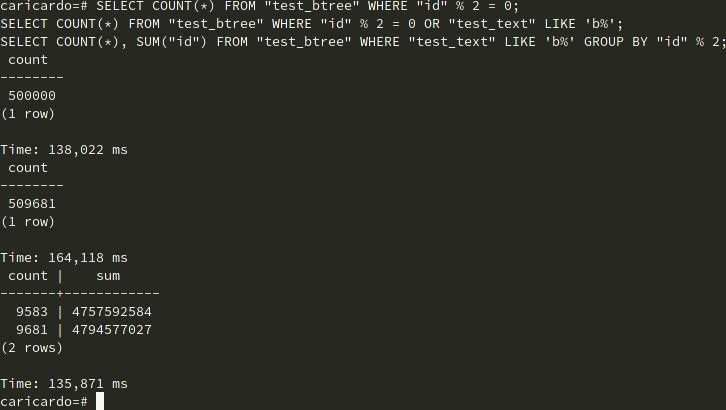 caricardo=# SELECT COUNT(*) FROM "test_btree" WHERE "id" % 2 = 0;
SELECT COUNT(*) FROM "test_btree" WHERE "id" % 2 = 0 OR "test_text" LIKE 'b%';
SELECT COUNT(*), SUM("id") FROM "test_btree" WHERE "test_text" LIKE 'b%' GROUP BY "id" % 2;
 count
--------
 500000
(1 row)

Time: 138,022 ms
 count
--------
 509681
(1 row)

Time: 164,118 ms
 count |    sum
-------+------------
  9583 | 4757592584
  9681 | 4794577027
(2 rows)

Time: 135,871 ms
caricardo=#